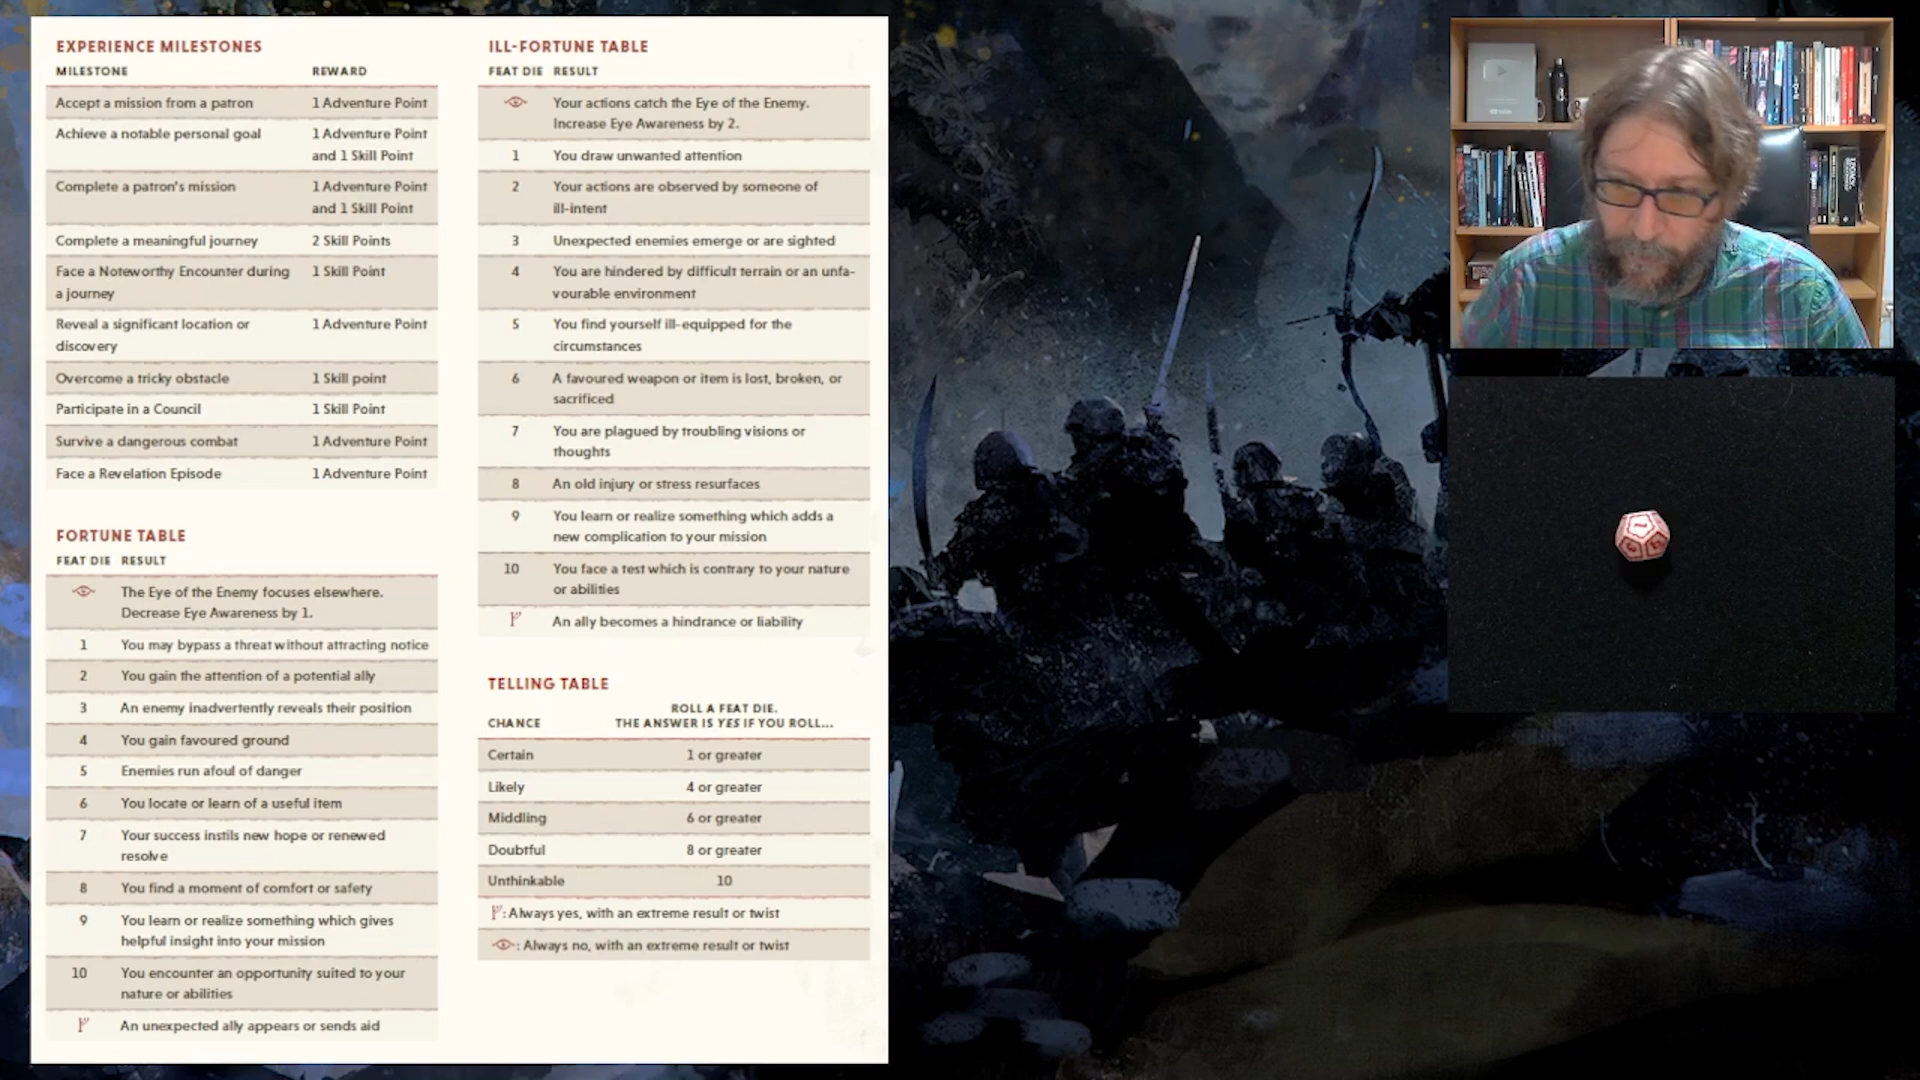 EXPERIENCE MILESTONES
MILESTONE REWARD
Accept a mission from a patron 1 Adventure Point
Achieve a notable personal goal 1 Adventure Point
and 1 Skill Point
Complete a patron's mission 1 Adventure Point
and 1 Skill Point
Complete a meaningful journey 2 Skill Points
Face a Noteworthy Encounter during 1 Skill Point
a journey
Reveal a significant location or 1 Adventure Point
discovery
Overcome a tricky obstacle 1 Skill point
Participate in a Council 1 Skill Point
Survive a dangerous combat 1 Adventure Point
Face a Revelation Episode 1 Adventure Point
FORTUNE TABLE
FEAT DIE RESULT
The Eye of the Enemy focuses elsewhere.
Decrease Eye Awareness by 1.
1 You may bypass a threat without attracting notice
2 You gain the attention of a potential ally
3 An enemy inadvertently reveals their position
4 You gain favoured ground
5 Enemies run afoul of danger
6 You locate or learn of a useful item
7 Your success instils new hope or renewed
resolve
8 You find a moment of comfort or safety
9 You learn or realize something which gives
helpful insight into your mission
10 You encounter an opportunity suited to your
nature or abilities
An unexpected ally appears or sends aid
ILL-FORTUNE TABLE
FEAT DIE RESULT
Your actions catch the Eye of the Enemy.
Increase Eye Awareness by 2.
1 You draw unwanted attention
2 Your actions are observed by someone of
ill-intent
3 Unexpected enemies emerge or are sighted
4 You are hindered by difficult terrain or an unfa-
vourable environment
5 You find yourself ill-equipped for the
circumstances
6 A favoured weapon or item is lost, broken, or
sacrificed
7 You are plagued by troubling visions or
thoughts
8 An old injury or stress resurfaces
9 You learn or realize something which adds a
new complication to your mission
10 You face a test which is contrary to your nature
or abilities
An ally becomes a hindrance or liability
TELLING TABLE
ROLL A FEAT DIE.
CHANCE THE ANSWER IS YES IF YOU ROLL...
Certain 1 or greater
Likely 4 or greater
Middling 6 or greater
Doubtful 8 or greater
Unthinkable 10
: Always yes, with an extreme result or twist
: Always no, with an extreme result or twist